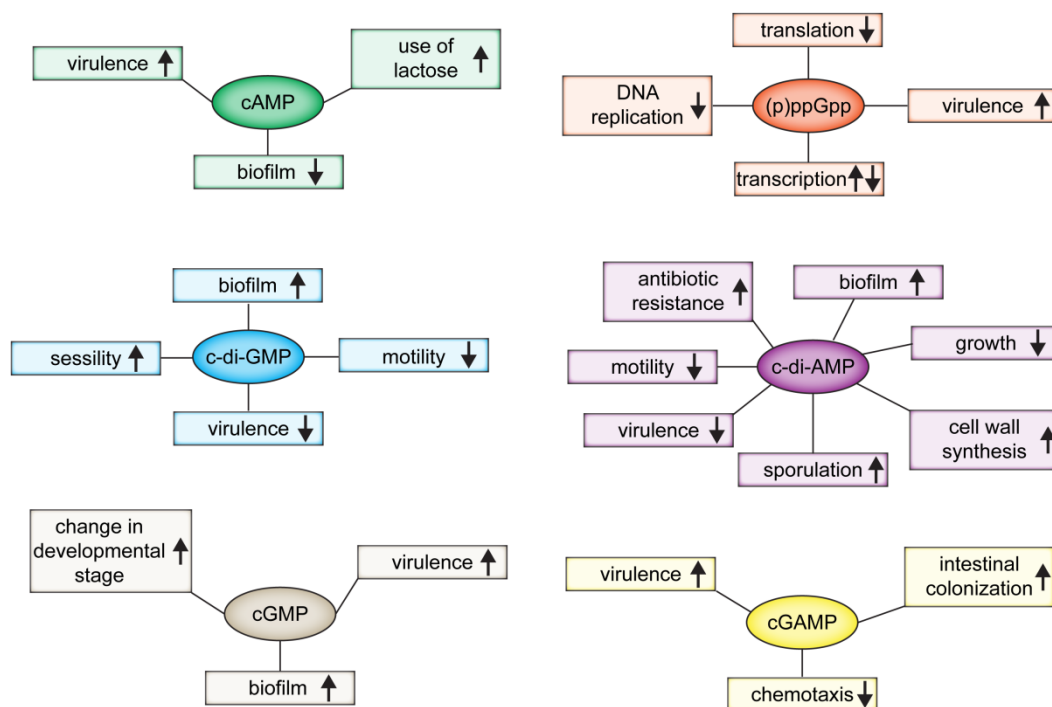 virulence
use of
lactose
cAMP
biofilm
translation
DNA
replication
(p)ppGpp
virulence
transcription
biofilm
sessility
c-di-GMP
motility
virulence
antibiotic
resistance
biofilm
motility
c-di-AMP
growth
virulence
cell wall
synthesis
sporulation
change in
developmental
stage
virulence
cGMP
biofilm
virulence
intestinal
colonization
cGAMP
chemotaxis